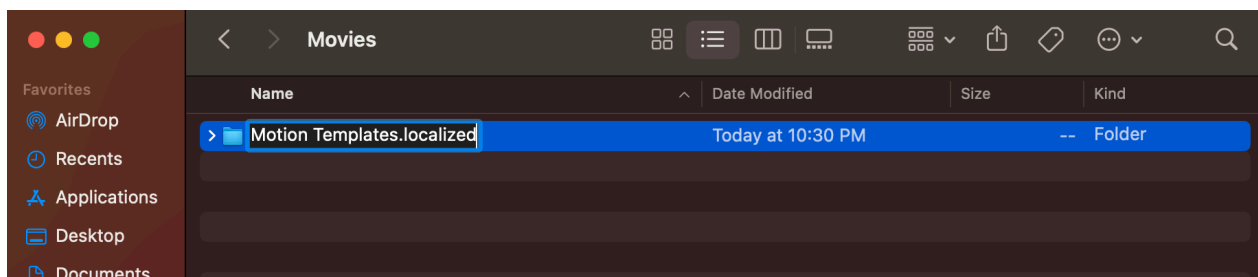 Movies
Favorites
AirDrop
Recents
Applications
Desktop
Documents
Name Date Modified Size Kind
Motion Templates.localized Today at 10:30 PM -- Folder